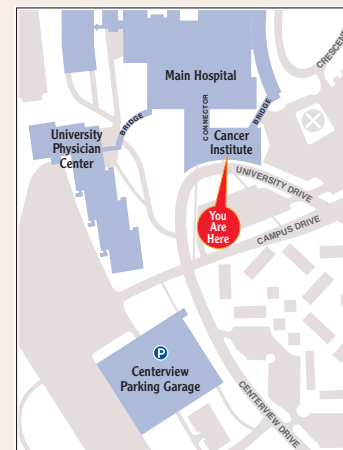 CRESCENT
Main Hospital
BRIDGE
CONNECTOR
BRIDGE
University
Physician
Center
Cancer
Institute
UNIVERSITY DRIVE
You
Are
Here
CAMPUS DRIVE
P
Centerview
Parking Garage
CENTERVIEW DRIVE